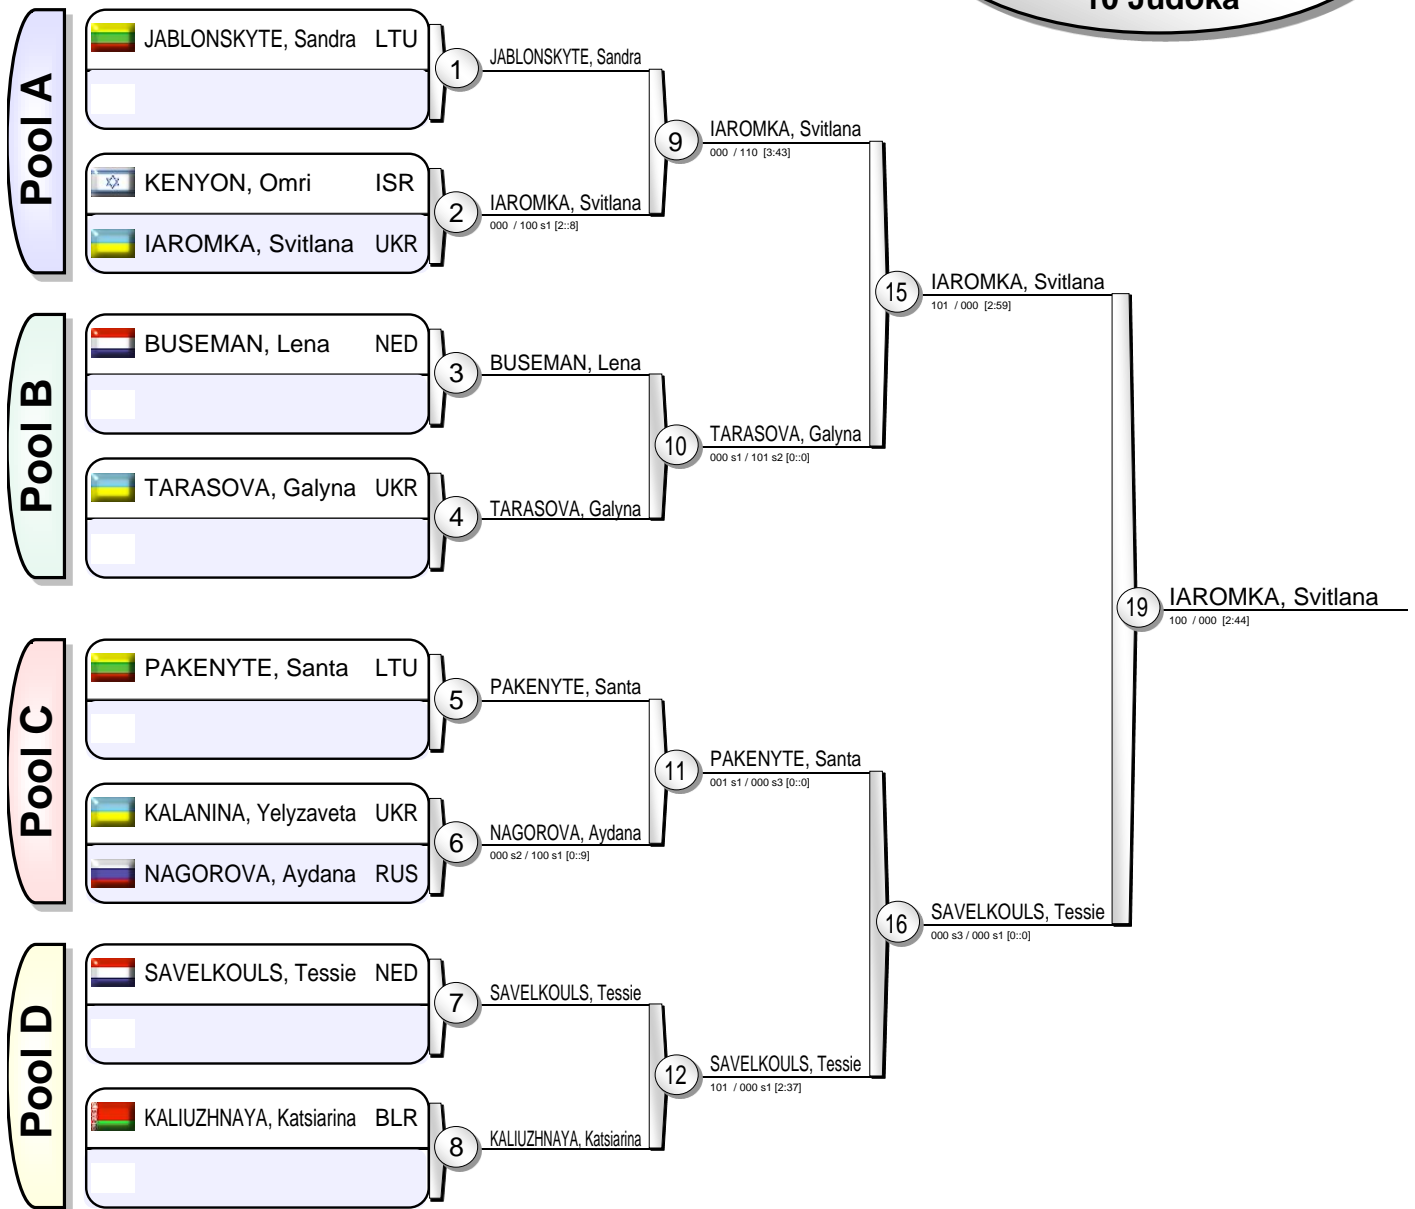 10 Judoka
Pool A
JABLONSKYTE, Sandra LTU
1
JABLONSKYTE, Sandra
KENYON, Omri ISR
IAROMKA, Svitlana UKR
2
IAROMKA, Svitlana
000 / 100 s1 [2::8]
9
IAROMKA, Svitlana
000 / 110 [3:43]
Pool B
BUSEMAN, Lena NED
3
BUSEMAN, Lena
TARASOVA, Galyna UKR
4
TARASOVA, Galyna
10
TARASOVA, Galyna
000 s1 / 101 s2 [0::0]
15
IAROMKA, Svitlana
101 / 000 [2:59]
Pool C
PAKENYTE, Santa LTU
5
PAKENYTE, Santa
KALANINA, Yelyzaveta UKR
NAGOROVA, Aydana RUS
6
NAGOROVA, Aydana
000 s2 / 100 s1 [0::9]
11
PAKENYTE, Santa
001 s1 / 000 s3 [0::0]
Pool D
SAVELKOULS, Tessie NED
7
SAVELKOULS, Tessie
KALIUZHNAYA, Katsiarina BLR
8
KALIUZHNAYA, Katsiarina
12
SAVELKOULS, Tessie
101 / 000 s1 [2:37]
16
SAVELKOULS, Tessie
000 s3 / 000 s1 [0::0]
19
IAROMKA, Svitlana
100 / 000 [2:44]